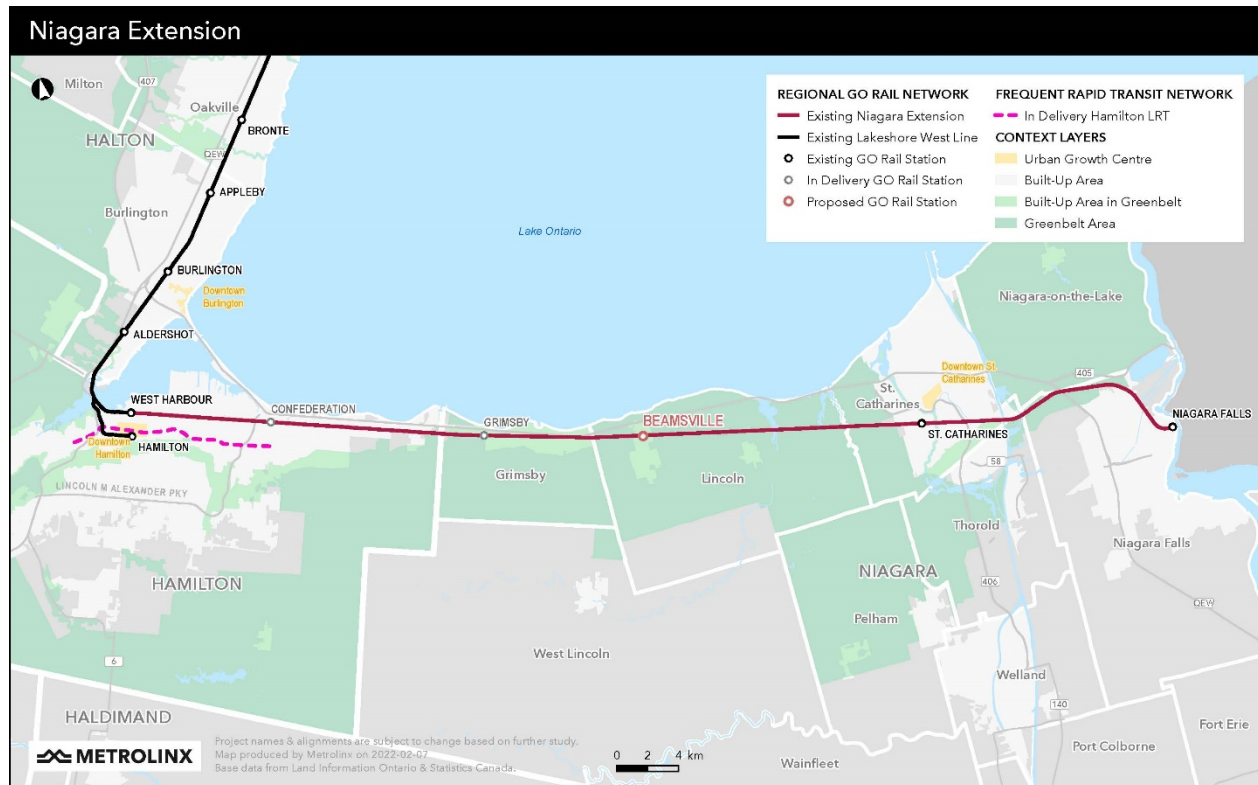 Niagara Extension
Milton
407
Oakville
BRONTE
HALTON
QEW
APPLEBY
Burlington
BURLINGTON
Downtown
Burlington
ALDERSHOT
Lake Ontario
REGIONAL GO RAIL NETWORK
Existing Niagara Extension
Existing Lakeshore West Line
Existing GO Rail Station
In Delivery GO Rail Station
Proposed GO Rail Station
FREQUENT RAPID TRANSIT NETWORK
In Delivery Hamilton LRT
CONTEXT LAYERS
Urban Growth Centre
Built-Up Area
Built-Up Area in Greenbelt
Greenbelt Area
Niagara-on-the-Lake
WEST HARBOUR
CONFEDERATION
GRIMSBY
BEAMSVILLE
St.
Catharines
Downtown St.
Catharines
405
NIAGARA FALLS
ST. CATHARINES
Downtown
Hamilton
HAMILTON
LINCOLN M ALEXANDER PKY
Grimsby
Lincoln
58
Thorold
Niagara Falls
HAMILTON
NIAGARA
406
QEW
Pelham
West Lincoln
6
Welland
140
HALDIMAND
Fort Erie
Port Colborne
Wainfleet
METROLINX
Project names & alignments are subject to change based on further study.
Map produced by Metrolinx on 2022-02-07
Base data from Land Information Ontario & Statistics Canada.
0 2 4 km